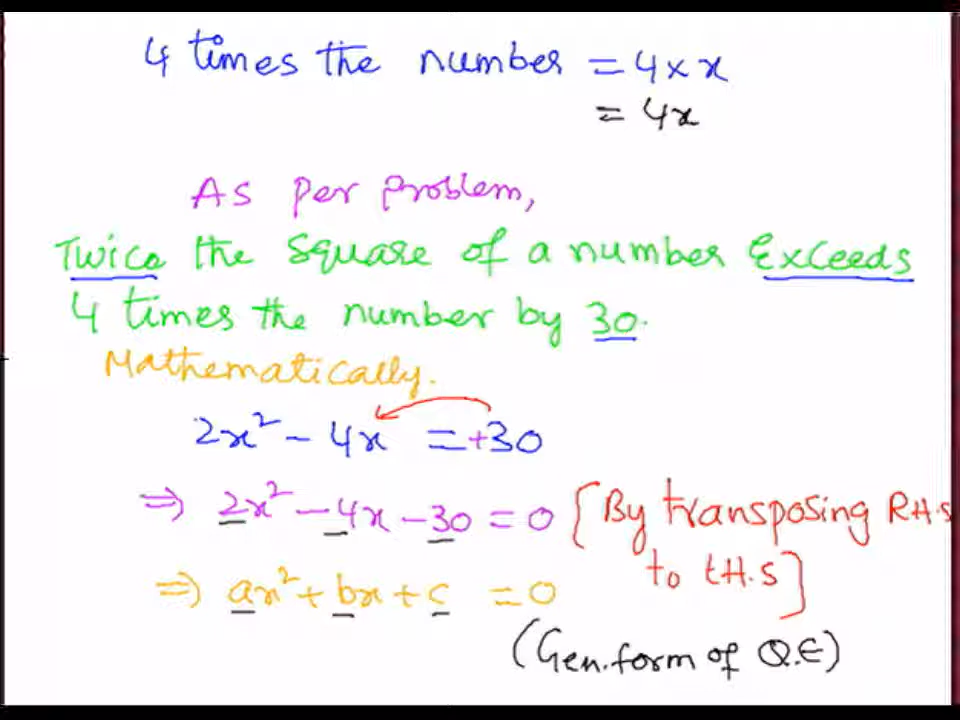 4 times the number = 4 × x
= 4x
As per problem,
Twice the square of a number exceeds
4 times the number by 30.
Mathematically.
2x² - 4x = +30
⇒ 2x² - 4x - 30 = 0 [By transposing R.H.S
to LH.S]
⇒ ax² + bx + c = 0
(Gen. form of Q.E)